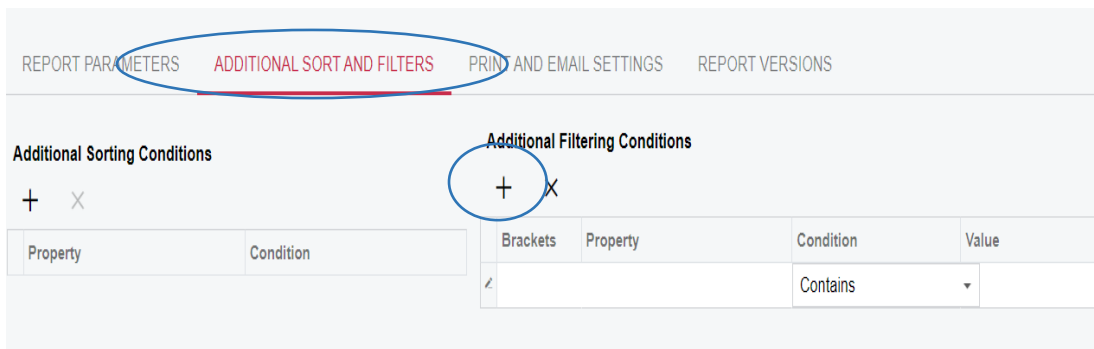 REPORT PARAMETERS ADDITIONAL SORT AND FILTERS PRINT AND EMAIL SETTINGS REPORT VERSIONS
Additional Sorting Conditions
Property Condition
Additional Filtering Conditions
Brackets Property Condition Value
Contains